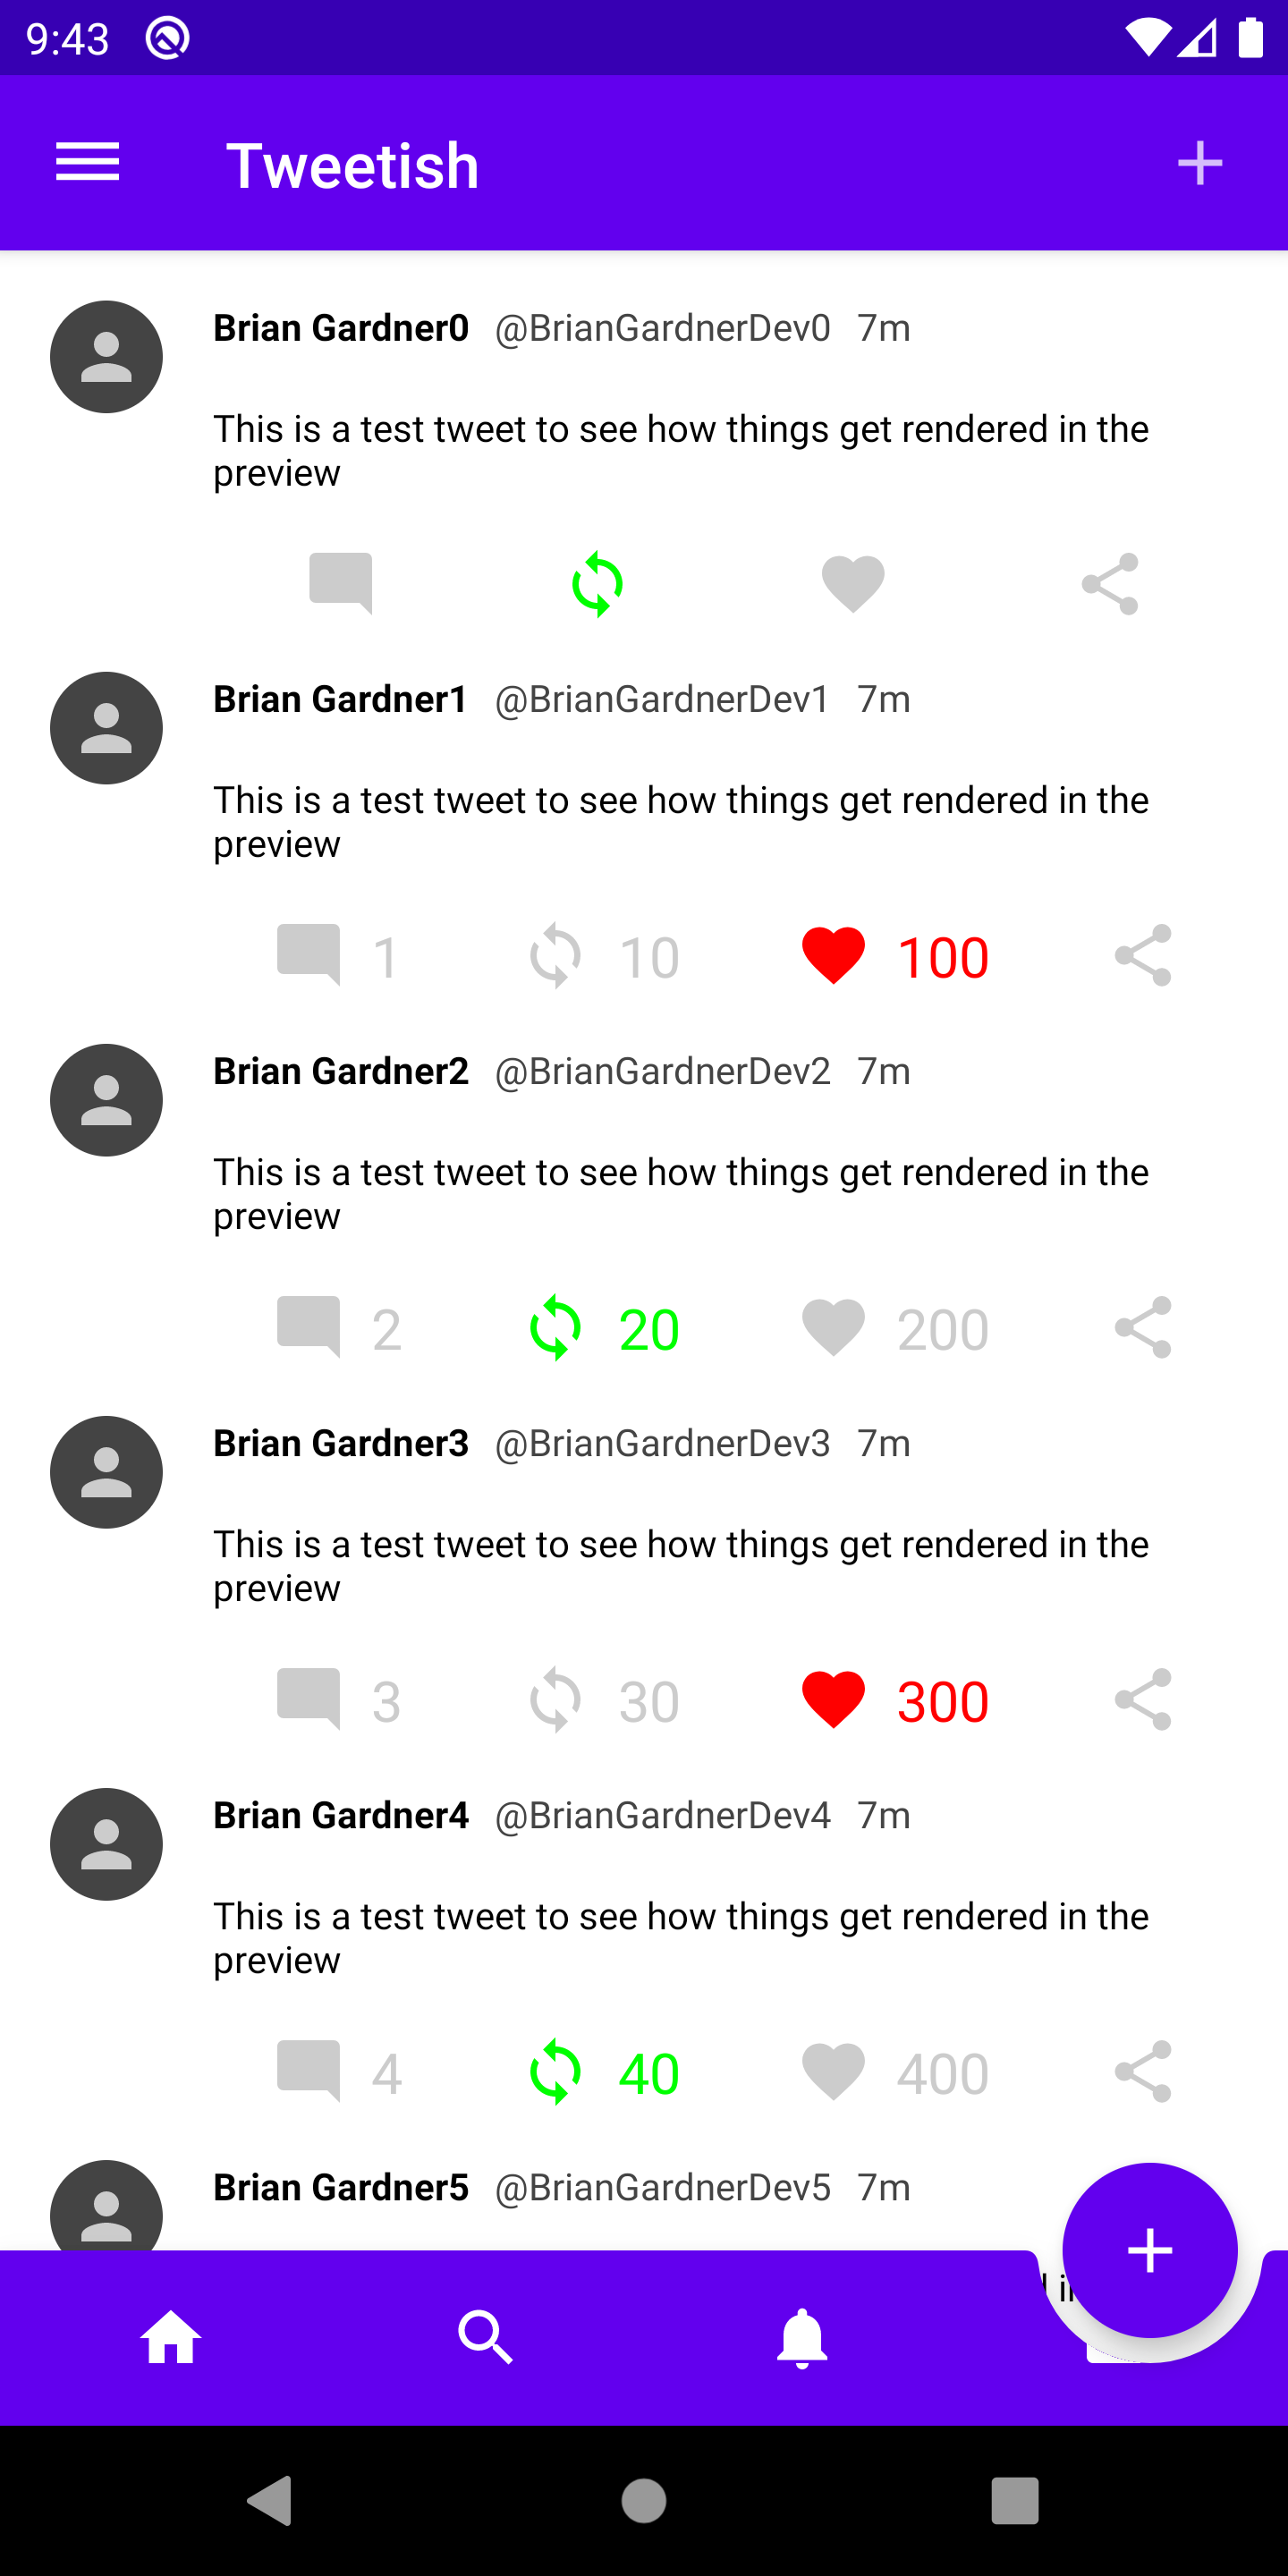 9:43
Tweetish
Brian Gardner0 @BrianGardnerDev0 7m
This is a test tweet to see how things get rendered in the
preview
Brian Gardner1 @BrianGardnerDev1 7m
This is a test tweet to see how things get rendered in the
preview
1 10 100
Brian Gardner2 @BrianGardnerDev2 7m
This is a test tweet to see how things get rendered in the
preview
2 20 200
Brian Gardner3 @BrianGardnerDev3 7m
This is a test tweet to see how things get rendered in the
preview
3 30 300
Brian Gardner4 @BrianGardnerDev4 7m
This is a test tweet to see how things get rendered in the
preview
4 40 400
Brian Gardner5 @BrianGardnerDev5 7m